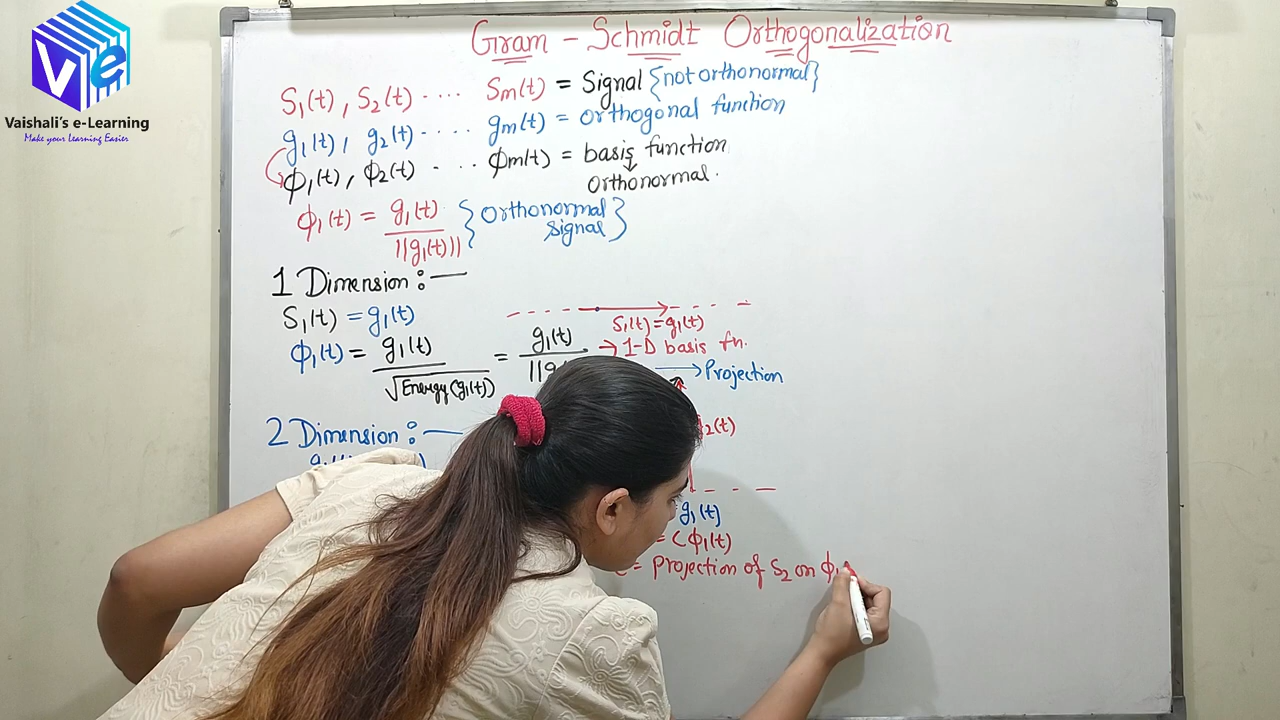 Vaishali's e-Learning
Make your Learning Easier
Gram - Schmidt Orthogonalization
S₁(t), S₂(t) .... Sm(t) = Signal {not orthonormal}
g₁(t), g₂(t) .... gm(t) = orthogonal function
ϕ₁(t), ϕ₂(t) . ... ϕm(t) = basis function
↓
Orthonormal.
ϕ₁(t) = g₁(t) / ||g₁(t)|| {Orthonormal signal}
1 Dimension :—
S₁(t) = g₁(t)
S₁(t) = g₁(t)
ϕ₁(t) = g₁(t) / √Energy(g₁(t)) = g₁(t) / ||g
→ 1-D basis fn.
→ Projection
2 Dimension :—
2(t)
g₁(t)
= Cϕ₁(t)
= Projection of S₂ on ϕ₁